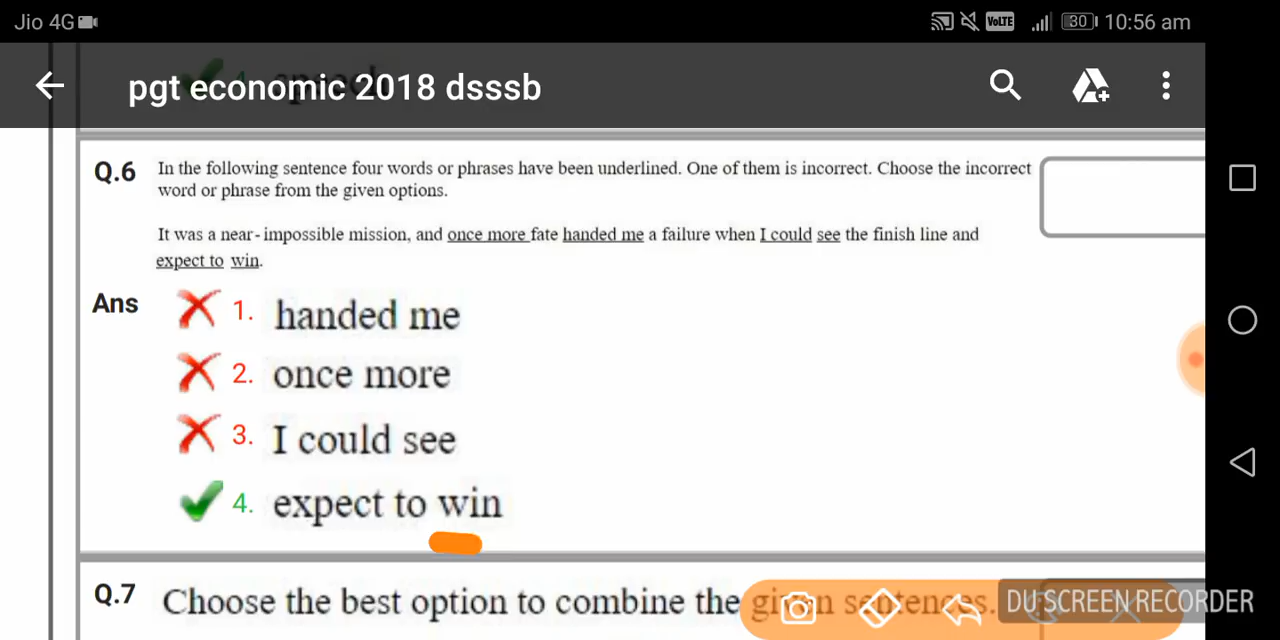 Jio 4G VoLTE 30 10:56 am
pgt economic 2018 dsssb
Q.6 In the following sentence four words or phrases have been underlined. One of them is incorrect. Choose the incorrect
word or phrase from the given options.
It was a near-impossible mission, and once more fate handed me a failure when I could see the finish line and
expect to win.
Ans 1. handed me
2. once more
3. I could see
4. expect to win
Q.7 Choose the best option to combine the given sentences.
DU SCREEN RECORDER